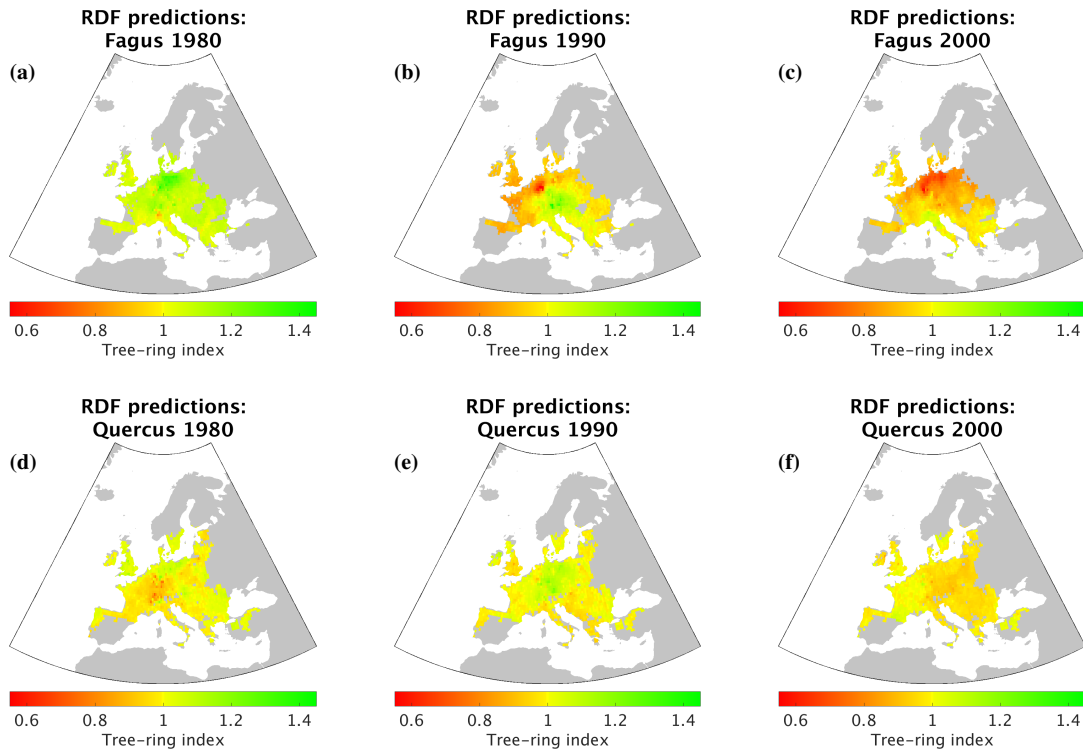 RDF predictions:
Fagus 1980
(a)
0.6 0.8 1 1.2 1.4
Tree-ring index
RDF predictions:
Fagus 1990
(b)
0.6 0.8 1 1.2 1.4
Tree-ring index
RDF predictions:
Fagus 2000
(c)
0.6 0.8 1 1.2 1.4
Tree-ring index
RDF predictions:
Quercus 1980
(d)
0.6 0.8 1 1.2 1.4
Tree-ring index
RDF predictions:
Quercus 1990
(e)
0.6 0.8 1 1.2 1.4
Tree-ring index
RDF predictions:
Quercus 2000
(f)
0.6 0.8 1 1.2 1.4
Tree-ring index